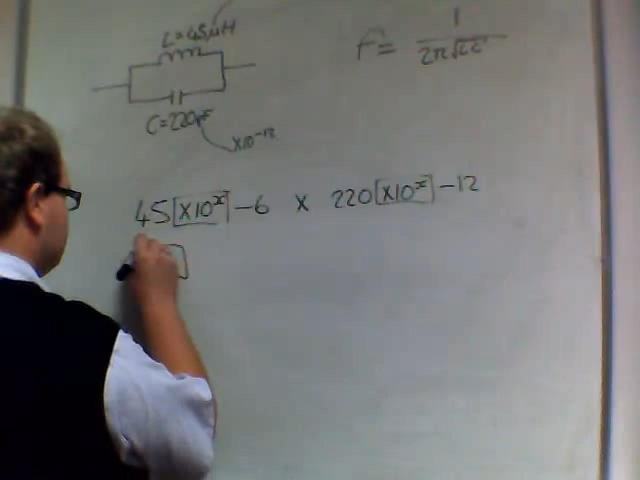 L=45μH
F= 1
2π√LC
C=220pF
x10⁻¹²
45[x10ˣ]-6 x 220[x10ˣ]-12